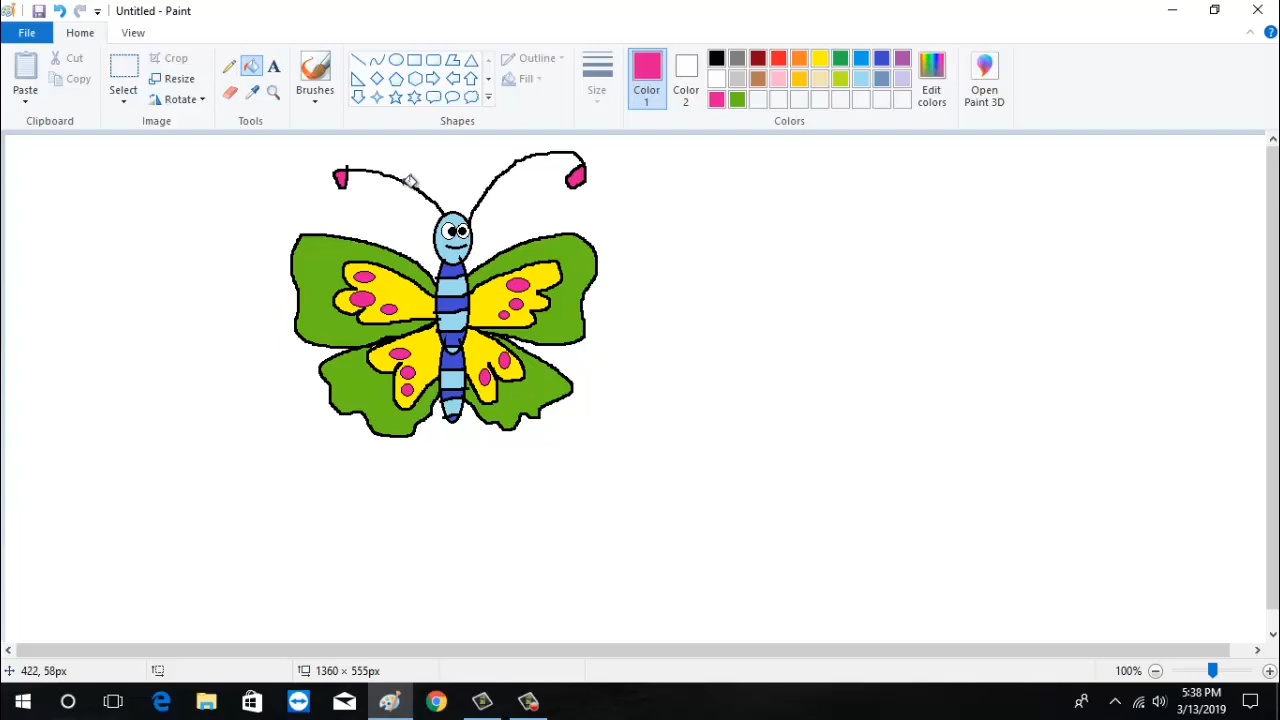 Untitled - Paint
File Home View
Paste
Cut
Copy
Clipboard
Select
Crop
Resize
Rotate
Image
A
Tools
Brushes
Outline
Fill
Shapes
Size
Color 1
Color 2
Edit colors
Colors
Open Paint 3D
422, 58px
1360 × 555px
100%
5:38 PM
3/13/2019